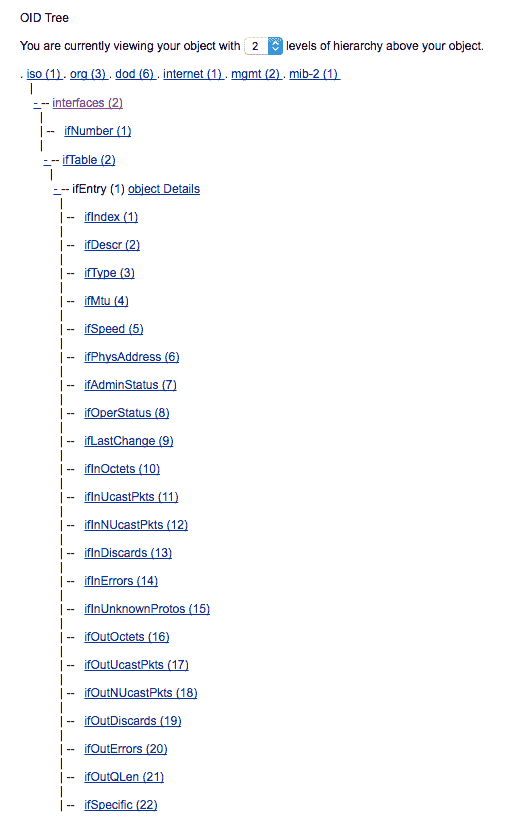 OID Tree
You are currently viewing your object with 2 levels of hierarchy above your object.
. iso (1) . org (3) . dod (6) . internet (1) . mgmt (2) . mib-2 (1)
|
- -- interfaces (2)
|
|-- ifNumber (1)
|
- -- ifTable (2)
|
- -- ifEntry (1) object Details
|
|-- ifIndex (1)
|
|-- ifDescr (2)
|
|-- ifType (3)
|
|-- ifMtu (4)
|
|-- ifSpeed (5)
|
|-- ifPhysAddress (6)
|
|-- ifAdminStatus (7)
|
|-- ifOperStatus (8)
|
|-- ifLastChange (9)
|
|-- ifInOctets (10)
|
|-- ifInUcastPkts (11)
|
|-- ifInNUcastPkts (12)
|
|-- ifInDiscards (13)
|
|-- ifInErrors (14)
|
|-- ifInUnknownProtos (15)
|
|-- ifOutOctets (16)
|
|-- ifOutUcastPkts (17)
|
|-- ifOutNUcastPkts (18)
|
|-- ifOutDiscards (19)
|
|-- ifOutErrors (20)
|
|-- ifOutQLen (21)
|
|-- ifSpecific (22)